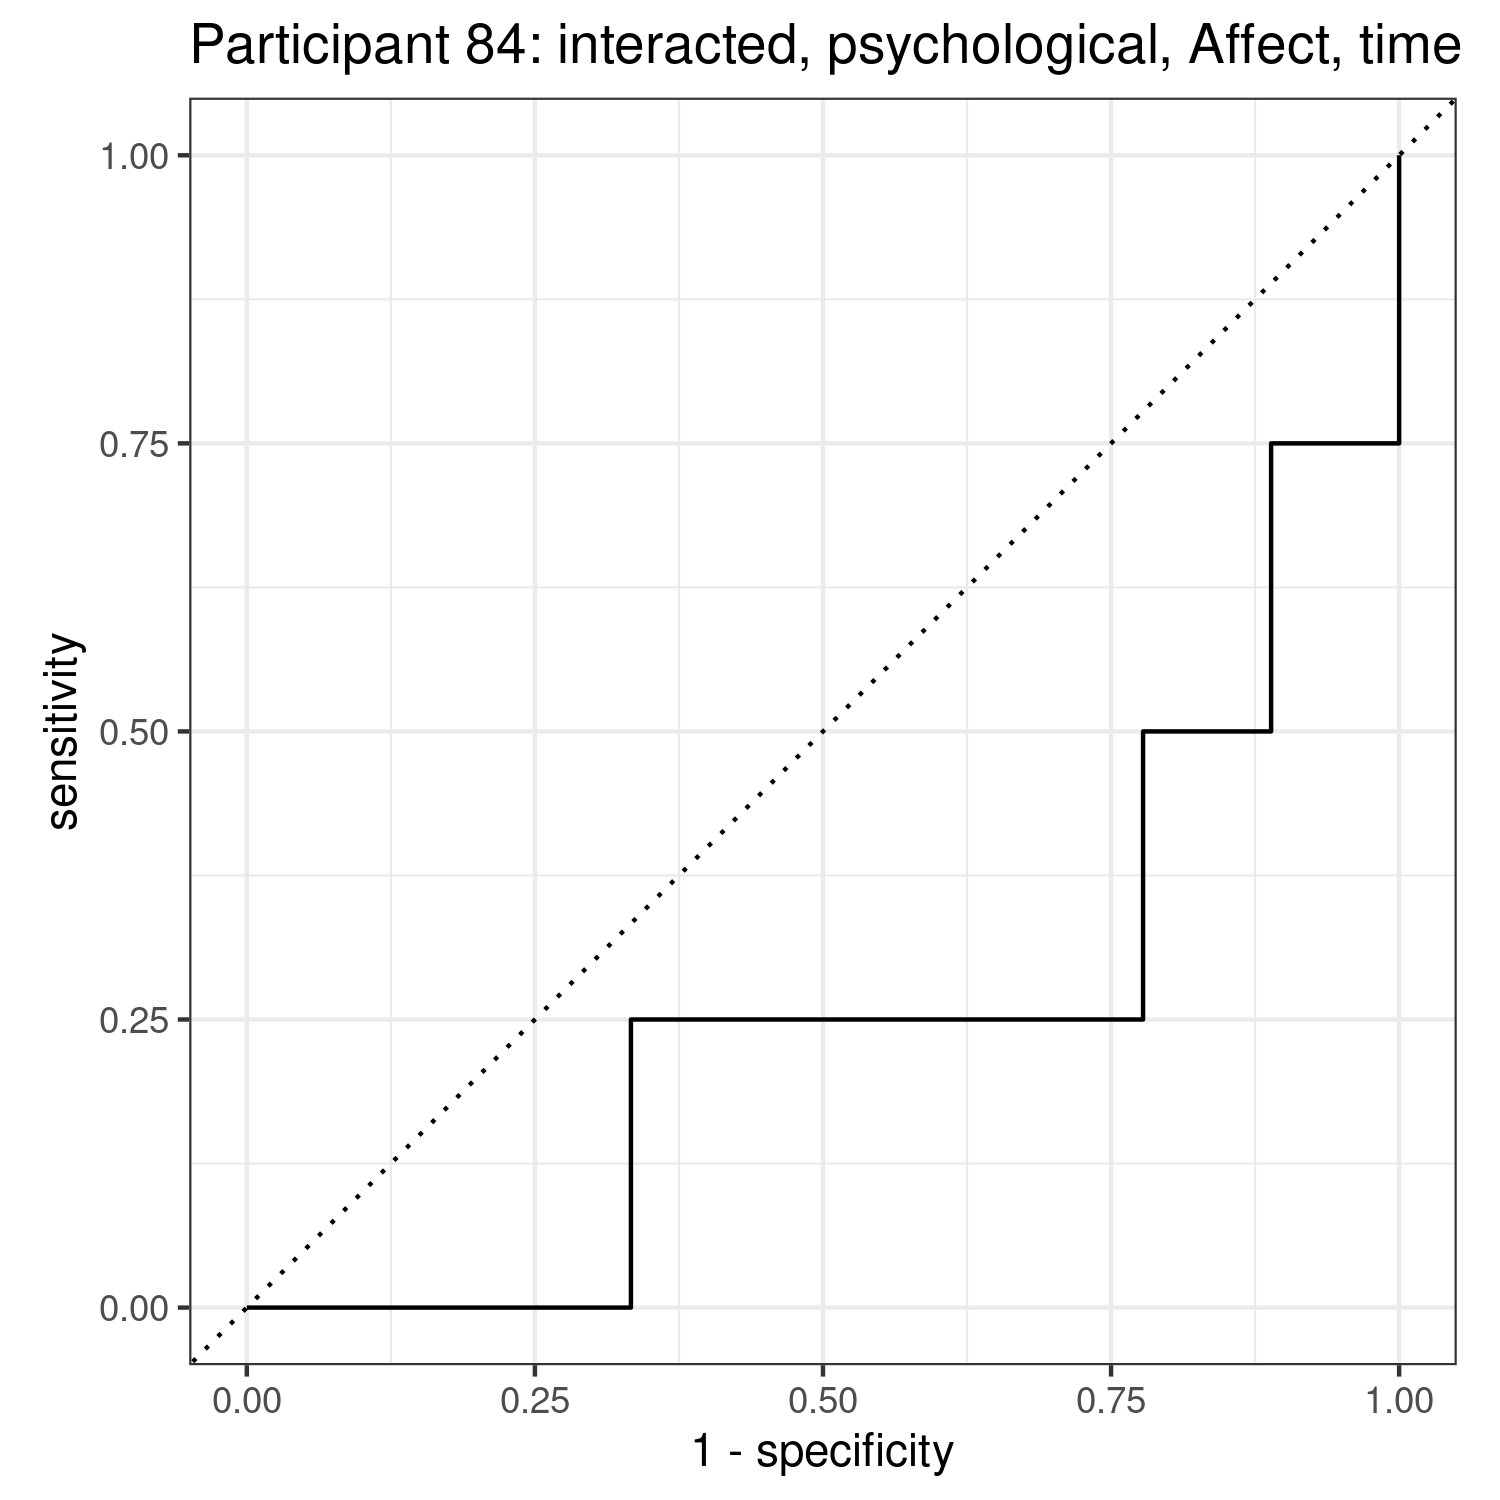 Participant 84: interacted, psychological, Affect, time
1.00
0.75
0.50
0.25
0.00
sensitivity
0.00 0.25 0.50 0.75 1.00
1 - specificity